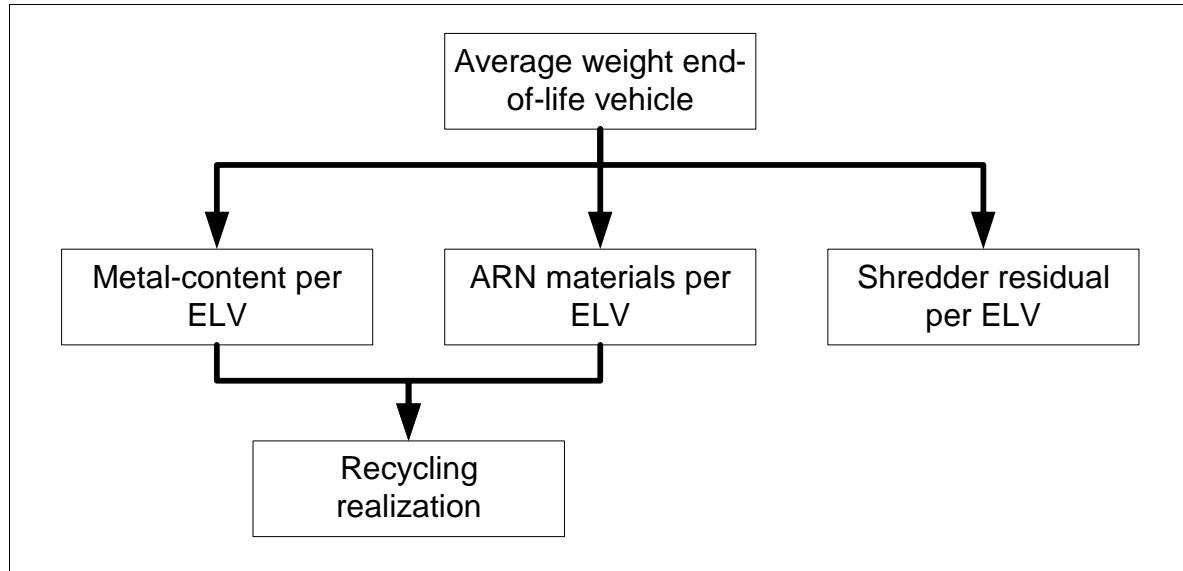 Average weight end-
of-life vehicle
Metal-content per
ELV
ARN materials per
ELV
Shredder residual
per ELV
Recycling
realization